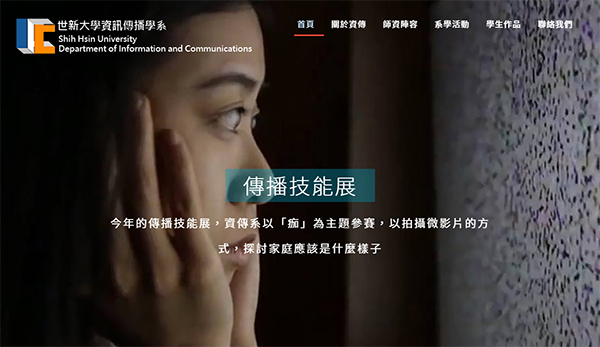 世新大學資訊傳播學系
Shih Hsin University
Department of Information and Communications
首頁 關於資傳 師資陣容 系學活動 學生作品 聯絡我們
傳播技能展
今年的傳播技能展，資傳系以「痴」為主題參賽，以拍攝微影片的方
式，探討家庭應該是什麼樣子